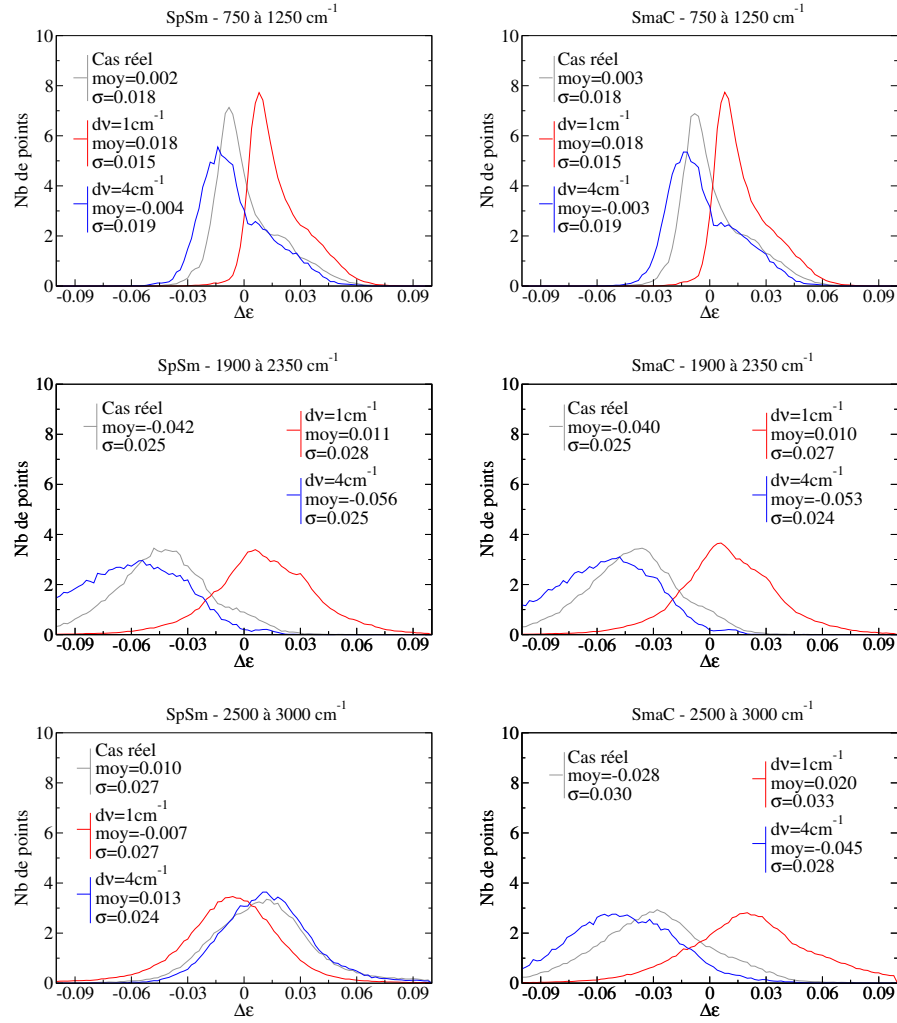 SpSm - 750 à 1250 cm⁻¹
10
8
6
4
2
0
Nb de points
Cas réel
moy=0.002
σ=0.018
dν=1cm⁻¹
moy=0.018
σ=0.015
dν=4cm⁻¹
moy=-0.004
σ=0.019
-0.09 -0.06 -0.03 0 0.03 0.06 0.09
Δε
SmaC - 750 à 1250 cm⁻¹
10
8
6
4
2
0
Nb de points
Cas réel
moy=0.003
σ=0.018
dν=1cm⁻¹
moy=0.018
σ=0.015
dν=4cm⁻¹
moy=-0.003
σ=0.019
-0.09 -0.06 -0.03 0 0.03 0.06 0.09
Δε
SpSm - 1900 à 2350 cm⁻¹
10
8
6
4
2
0
Nb de points
Cas réel
moy=-0.042
σ=0.025
dν=1cm⁻¹
moy=0.011
σ=0.028
dν=4cm⁻¹
moy=-0.056
σ=0.025
-0.09 -0.06 -0.03 0 0.03 0.06 0.09
Δε
SmaC - 1900 à 2350 cm⁻¹
10
8
6
4
2
0
Nb de points
Cas réel
moy=-0.040
σ=0.025
dν=1cm⁻¹
moy=0.010
σ=0.027
dν=4cm⁻¹
moy=-0.053
σ=0.024
-0.09 -0.06 -0.03 0 0.03 0.06 0.09
Δε
SpSm - 2500 à 3000 cm⁻¹
10
8
6
4
2
0
Nb de points
Cas réel
moy=0.010
σ=0.027
dν=1cm⁻¹
moy=-0.007
σ=0.027
dν=4cm⁻¹
moy=0.013
σ=0.024
-0.09 -0.06 -0.03 0 0.03 0.06 0.09
Δε
SmaC - 2500 à 3000 cm⁻¹
10
8
6
4
2
0
Nb de points
Cas réel
moy=-0.028
σ=0.030
dν=1cm⁻¹
moy=0.020
σ=0.033
dν=4cm⁻¹
moy=-0.045
σ=0.028
-0.09 -0.06 -0.03 0 0.03 0.06 0.09
Δε